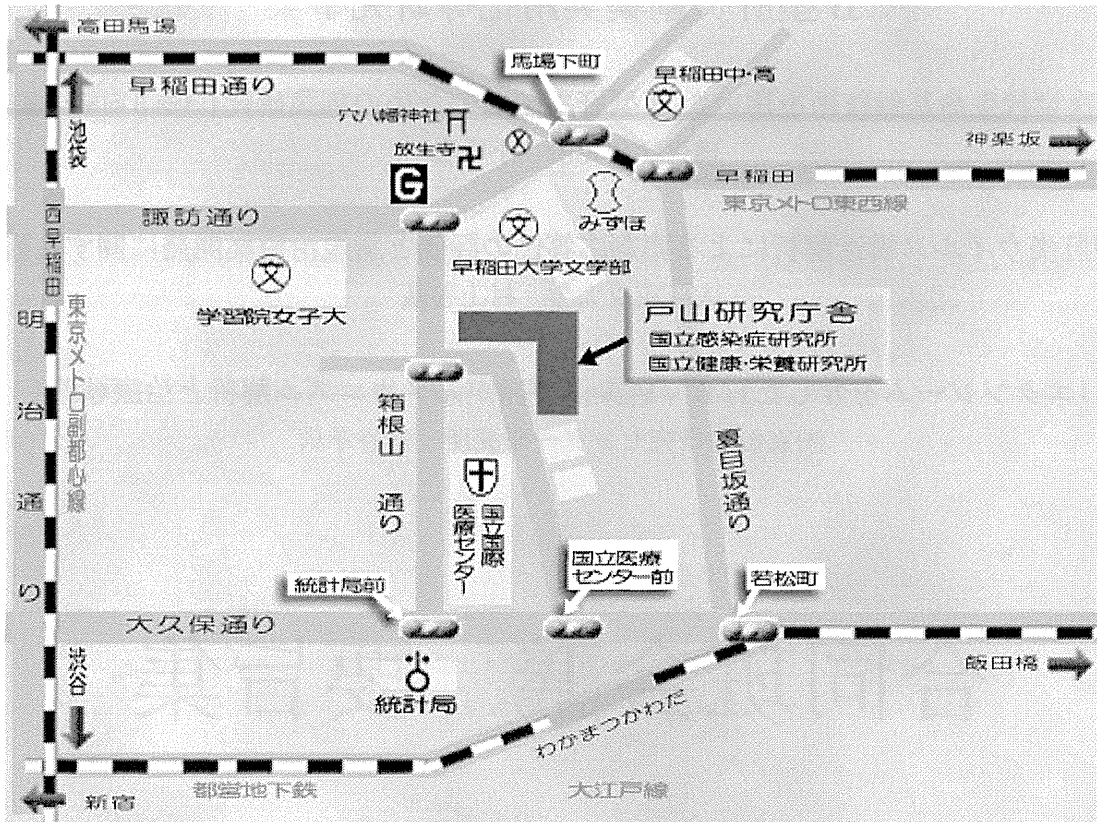 高田馬場
早稲田通り
馬場下町
早稲田中・高
文
穴八幡神社
放生寺
池袋
神楽坂
G
早稲田
東京メトロ東西線
みずほ
西早稲田
諏訪通り
文
早稲田大学文学部
文
学習院女子大
戸山研究庁舎
国立感染症研究所
国立健康・栄養研究所
明治通り
東京メトロ副都心線
箱根山通り
夏目坂通り
国立国際
医療センター
国立医療
センター前
統計局前
若松町
大久保通り
渋谷
統計局
飯田橋
わかまつかわだ
都営地下鉄
大江戸線
新宿